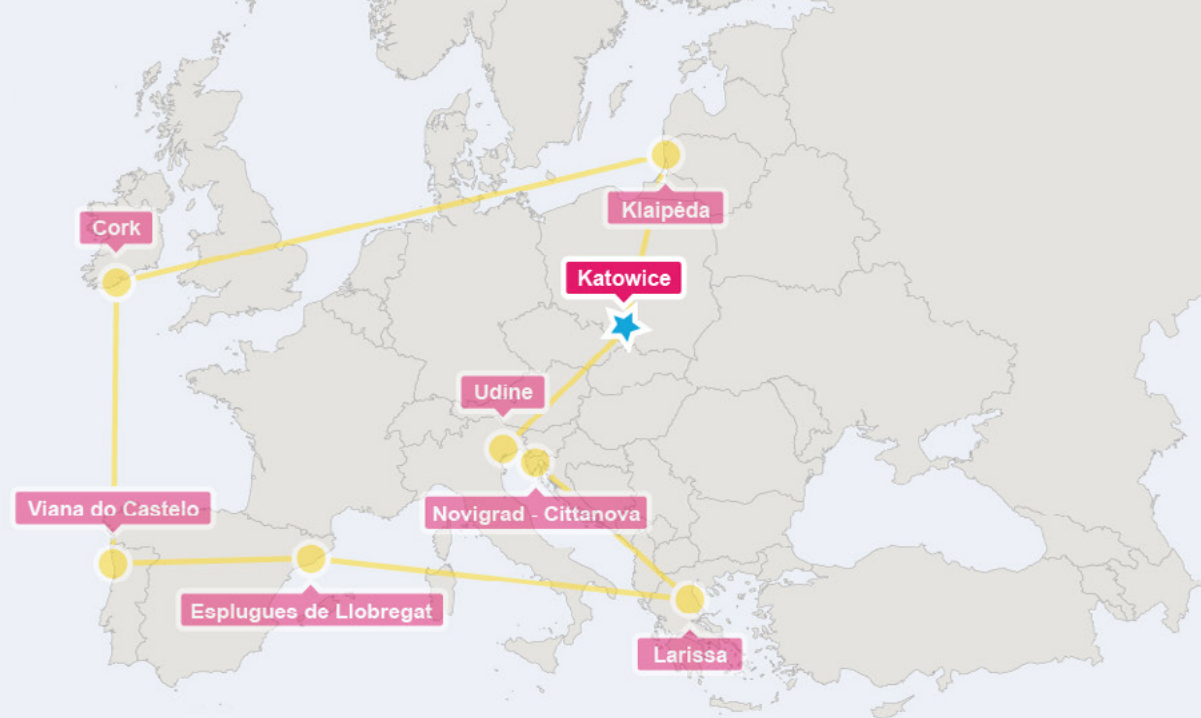 Klaipėda
Cork
Katowice
Udine
Viana do Castelo
Novigrad - Cittanova
Esplugues de Llobregat
Larissa